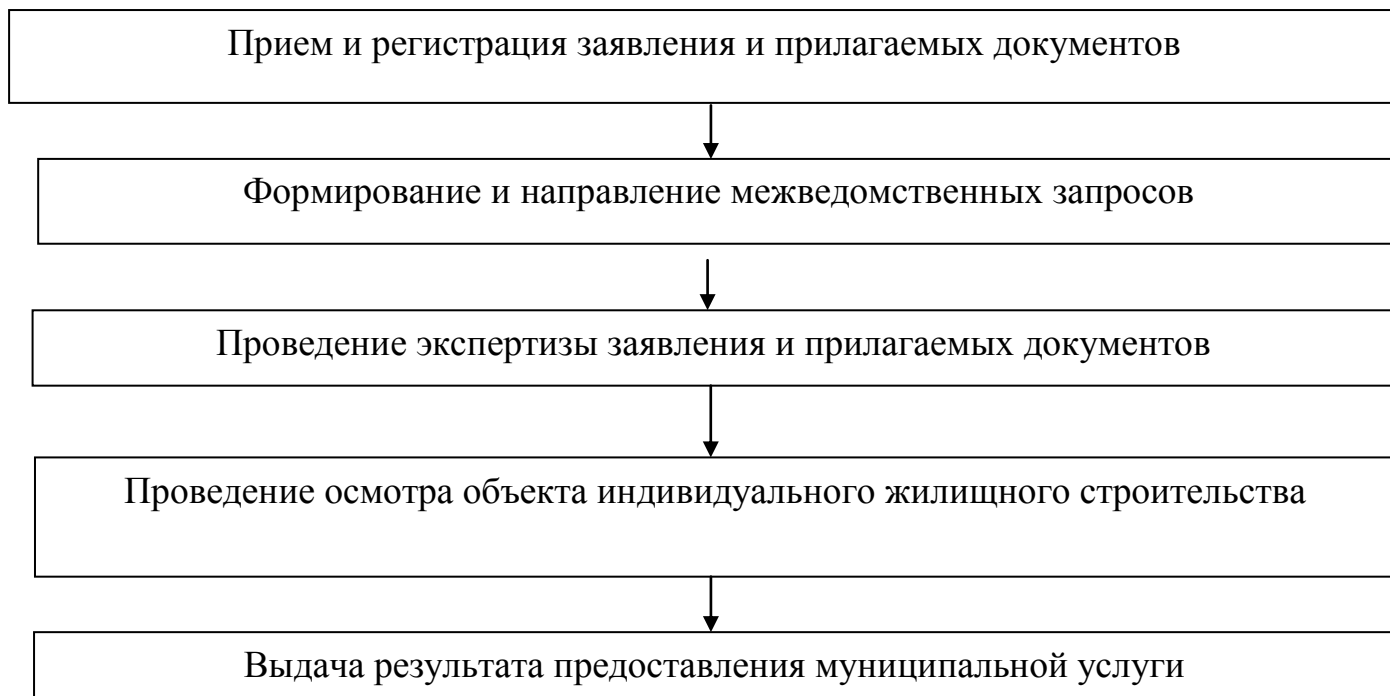 Прием и регистрация заявления и прилагаемых документов
Формирование и направление межведомственных запросов
Проведение экспертизы заявления и прилагаемых документов
Проведение осмотра объекта индивидуального жилищного строительства
Выдача результата предоставления муниципальной услуги